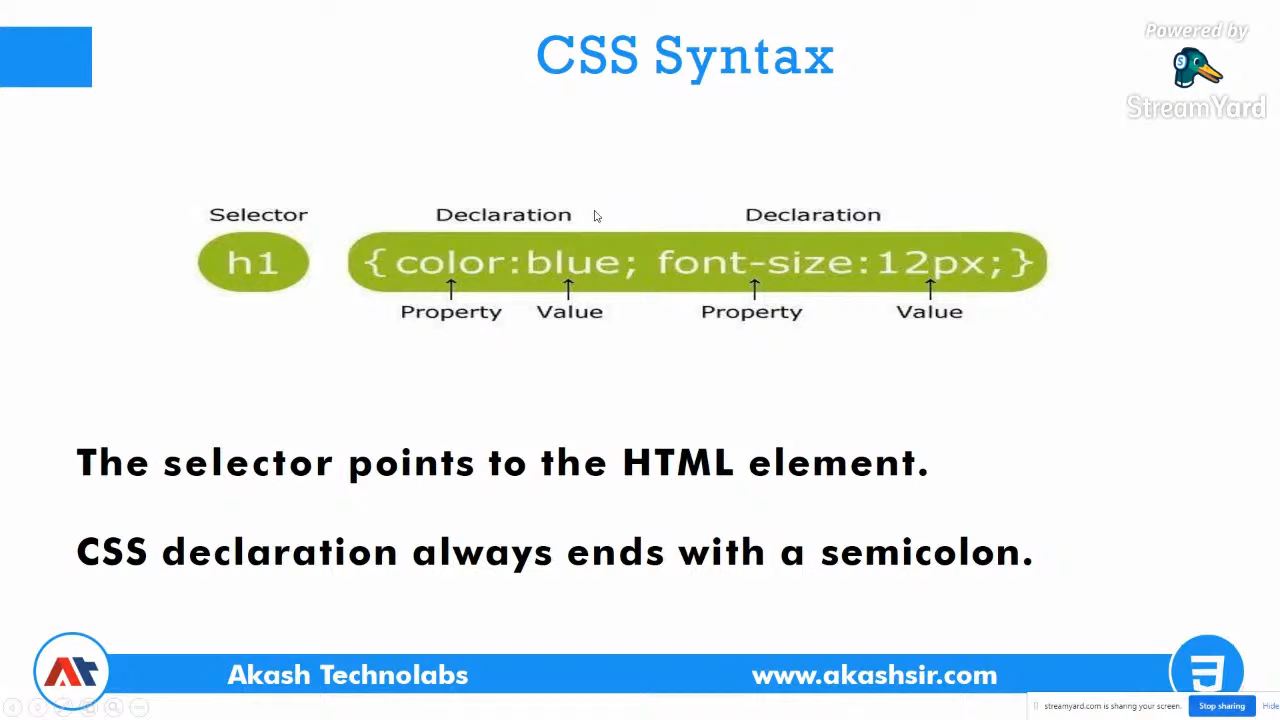 CSS Syntax
Powered by
StreamYard
Selector Declaration Declaration
h1 {color:blue; font-size:12px;}
Property Value Property Value
The selector points to the HTML element.
CSS declaration always ends with a semicolon.
Akash Technolabs www.akashsir.com
streamyard.com is sharing your screen. Stop sharing Hide